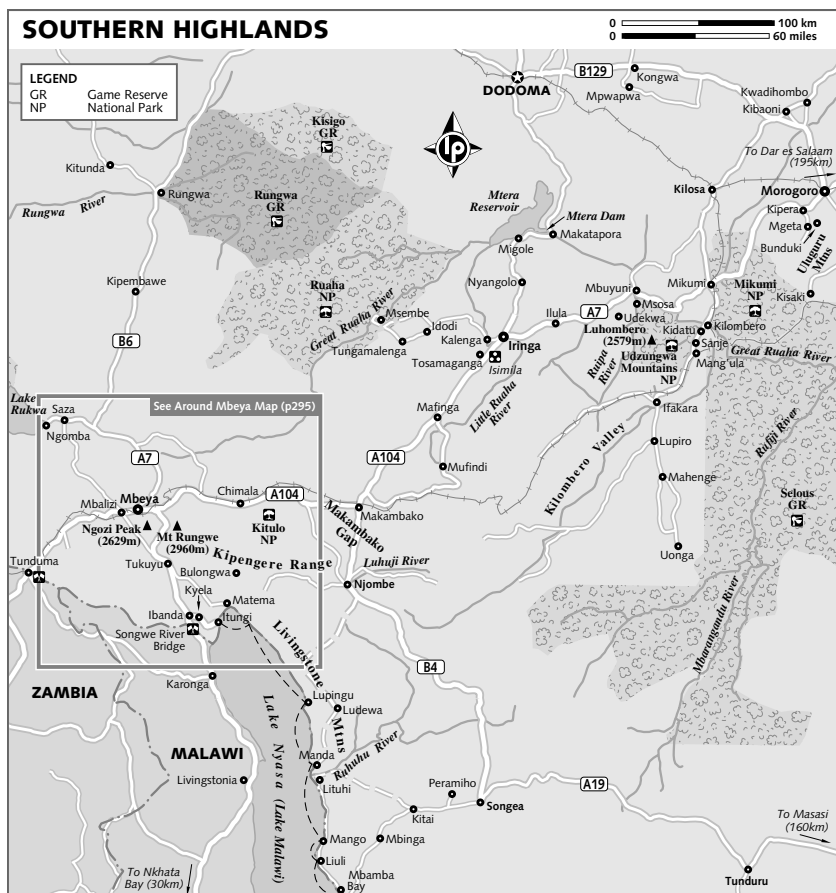 SOUTHERN HIGHLANDS
0 100 km
0 60 miles
LEGEND
GR Game Reserve
NP National Park
DODOMA
B129
Kongwa
Mpwapwa
Kwadihombo
Kibaoni
To Dar es Salaam
(195km)
Kisigo
GR
lp
Kitunda
Rungwa
Rungwa River
Rungwa
GR
Mtera
Reservoir
Mtera Dam
Kilosa
Morogoro
Kipera
Mgeta
Bunduki
Uluguru
Mtns
Migole
Makatapora
Kipembawe
Ruaha
NP
Nyangolo
Mbuyuni
Mikumi
Mikumi
NP
Kisaki
Msembe
Great Ruaha River
Idodi
Tungamalenga
Kalenga
Ilula
A7
Msosa
Udekwa
Luhombero
(2579m)
Kidatu
Kilombero
B6
Tosamaganga
Iringa
Isimila
Ruipa
River
Udzungwa
Mountains
NP
Sanje
Mang'ula
Great Ruaha River
Lake
Rukwa
Saza
Ngomba
See Around Mbeya Map (p295)
Mafinga
Little Ruaha
River
Ifakara
Rufiji River
A7
A104
Mufindi
Kilombero Valley
Lupiro
Mahenge
Mbeya
Mbalizi
Chimala
A104
Makambako
Makambako
Gap
Selous
GR
Ngozi Peak
(2629m)
Mt Rungwe
(2960m)
Kitulo
NP
Kipengere Range
Luhuji River
Uonga
Tunduma
Tukuyu
Bulongwa
Njombe
Kyela
Matema
Ibanda
Itungi
Songwe River
Bridge
Mbarangandu River
Livingstone
Mtns
B4
ZAMBIA
Karonga
Lupingu
Ludewa
MALAWI
Lake Nyasa (Lake Malawi)
Manda
Ruhuhu River
Livingstonia
Lituhi
Peramiho
A19
Kitai
Songea
To Masasi
(160km)
Mango
Mbinga
Liuli
To Nkhata
Bay (30km)
Mbamba
Bay
Tunduru